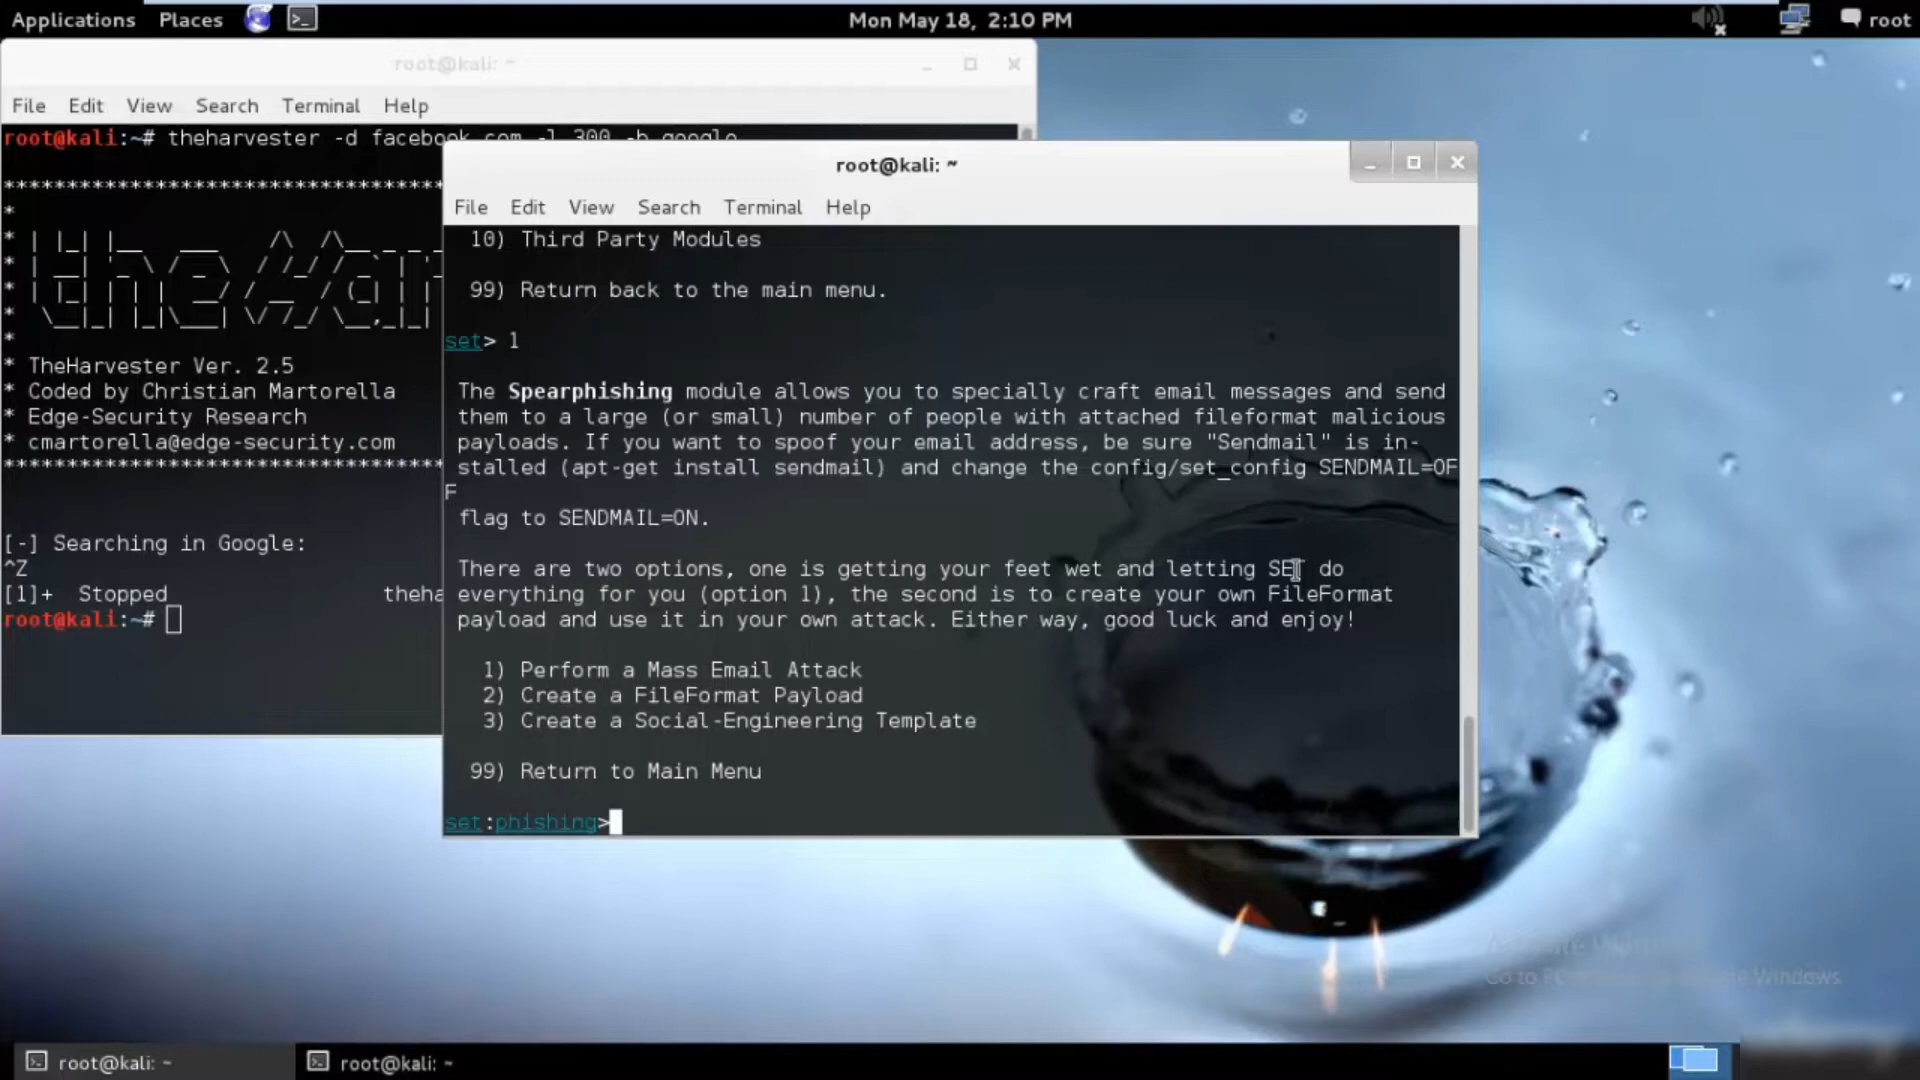 Applications Places Mon May 18, 2:10 PM root
root@kali: ~
File Edit View Search Terminal Help
root@kali:~# theharvester -d facebook.com -l 300 -b google
*
*
*
*
*
*
* TheHarvester Ver. 2.5
* Coded by Christian Martorella
* Edge-Security Research
* cmartorella@edge-security.com
[-] Searching in Google:
^Z
[1]+ Stopped theha
root@kali:~#
root@kali: ~
File Edit View Search Terminal Help
10) Third Party Modules
99) Return back to the main menu.
set> 1
The Spearphishing module allows you to specially craft email messages and send
them to a large (or small) number of people with attached fileformat malicious
payloads. If you want to spoof your email address, be sure "Sendmail" is in-
stalled (apt-get install sendmail) and change the config/set_config SENDMAIL=OF
F
flag to SENDMAIL=ON.
There are two options, one is getting your feet wet and letting SET do
everything for you (option 1), the second is to create your own FileFormat
payload and use it in your own attack. Either way, good luck and enjoy!
1) Perform a Mass Email Attack
2) Create a FileFormat Payload
3) Create a Social-Engineering Template
99) Return to Main Menu
set:phishing>
root@kali: ~ root@kali: ~